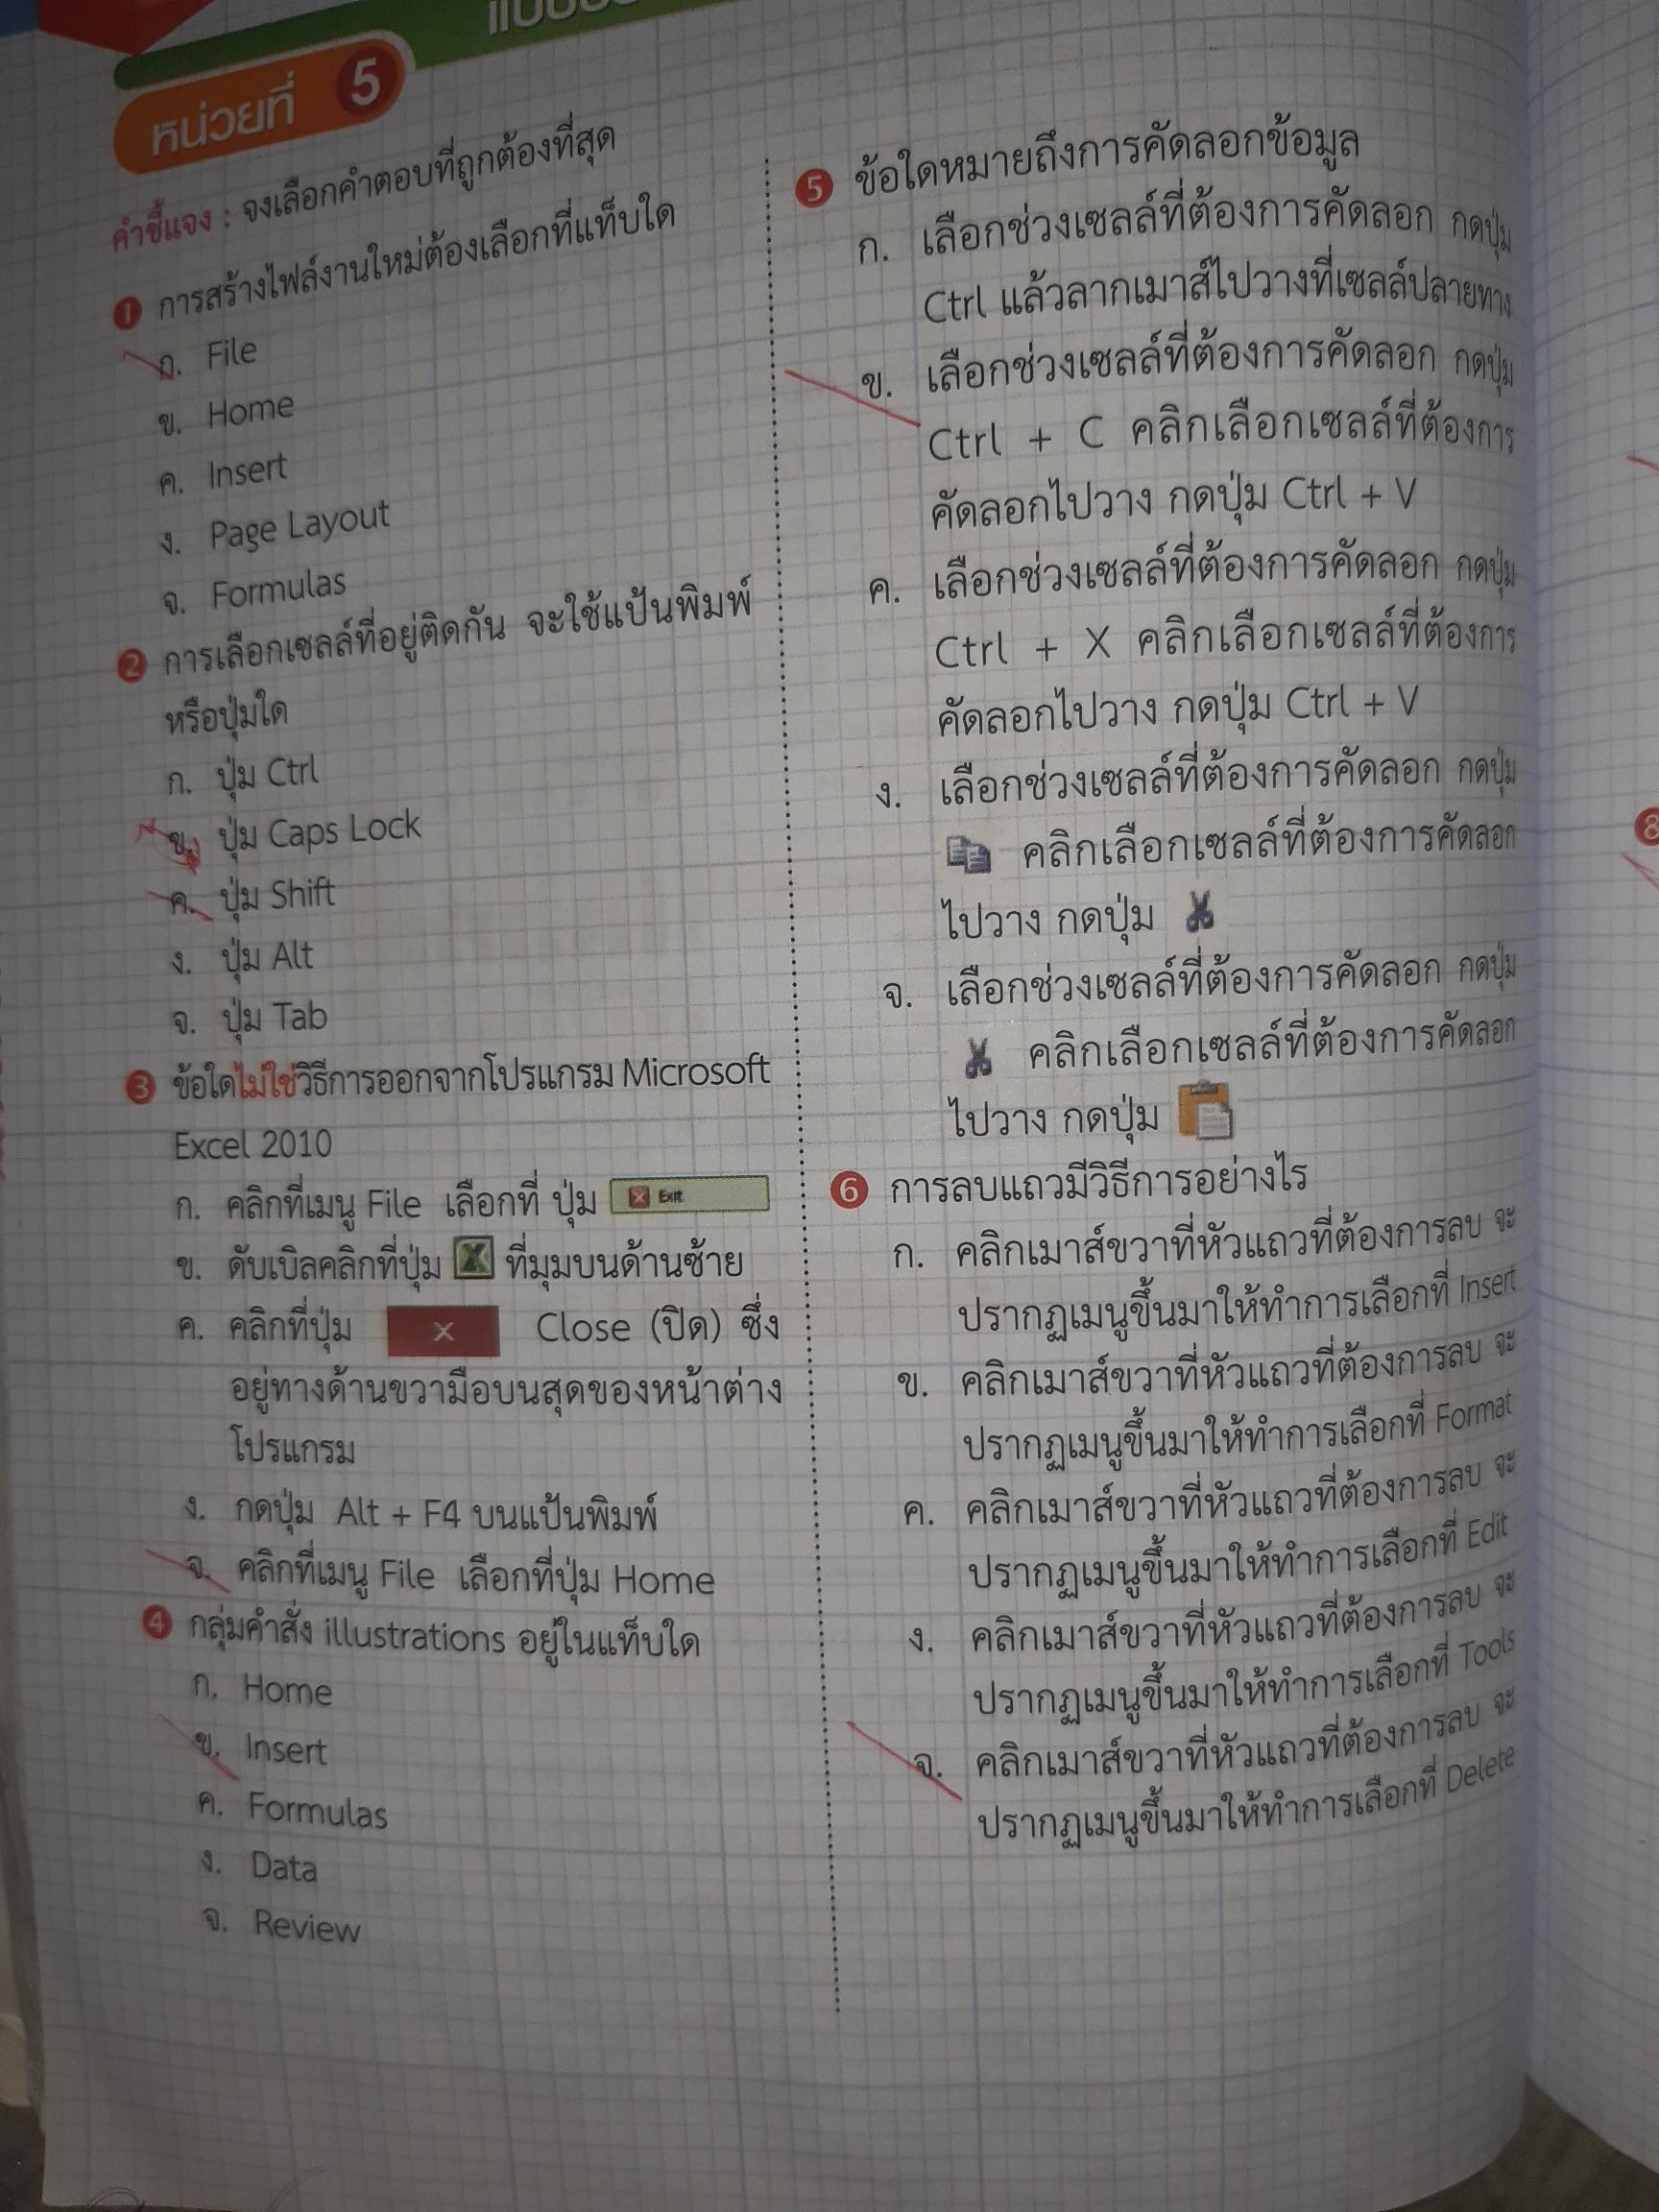 หน่วยที่ 5
คำชี้แจง : จงเลือกคำตอบที่ถูกต้องที่สุด
1 การสร้างไฟล์งานใหม่ต้องเลือกที่แท็บใด
ก. File
ข. Home
ค. Insert
ง. Page Layout
จ. Formulas
2 การเลือกเซลล์ที่อยู่ติดกัน จะใช้แป้นพิมพ์
หรือปุ่มใด
ก. ปุ่ม Ctrl
ข. ปุ่ม Caps Lock
ค. ปุ่ม Shift
ง. ปุ่ม Alt
จ. ปุ่ม Tab
3 ข้อใดไม่ใช่วิธีการออกจากโปรแกรม Microsoft
Excel 2010
ก. คลิกที่เมนู File เลือกที่ ปุ่ม Exit
ข. ดับเบิลคลิกที่ปุ่ม ที่มุมบนด้านซ้าย
ค. คลิกที่ปุ่ม X Close (ปิด) ซึ่ง
อยู่ทางด้านขวามือบนสุดของหน้าต่าง
โปรแกรม
ง. กดปุ่ม Alt + F4 บนแป้นพิมพ์
จ. คลิกที่เมนู File เลือกที่ปุ่ม Home
4 กลุ่มคำสั่ง illustrations อยู่ในแท็บใด
ก. Home
ข. Insert
ค. Formulas
ง. Data
จ. Review
5 ข้อใดหมายถึงการคัดลอกข้อมูล
ก. เลือกช่วงเซลล์ที่ต้องการคัดลอก กดปุ่ม
Ctrl แล้วลากเมาส์ไปวางที่เซลล์ปลายทาง
ข. เลือกช่วงเซลล์ที่ต้องการคัดลอก กดปุ่ม
Ctrl + C คลิกเลือกเซลล์ที่ต้องการ
คัดลอกไปวาง กดปุ่ม Ctrl + V
ค. เลือกช่วงเซลล์ที่ต้องการคัดลอก กดปุ่ม
Ctrl + X คลิกเลือกเซลล์ที่ต้องการ
คัดลอกไปวาง กดปุ่ม Ctrl + V
ง. เลือกช่วงเซลล์ที่ต้องการคัดลอก กดปุ่ม
คลิกเลือกเซลล์ที่ต้องการคัดลอก
ไปวาง กดปุ่ม
จ. เลือกช่วงเซลล์ที่ต้องการคัดลอก กดปุ่ม
คลิกเลือกเซลล์ที่ต้องการคัดลอก
ไปวาง กดปุ่ม
6 การลบแถวมีวิธีการอย่างไร
ก. คลิกเมาส์ขวาที่หัวแถวที่ต้องการลบ จะ
ปรากฏเมนูขึ้นมาให้ทำการเลือกที่ Insert
ข. คลิกเมาส์ขวาที่หัวแถวที่ต้องการลบ จะ
ปรากฏเมนูขึ้นมาให้ทำการเลือกที่ Format
ค. คลิกเมาส์ขวาที่หัวแถวที่ต้องการลบ จะ
ปรากฏเมนูขึ้นมาให้ทำการเลือกที่ Edit
ง. คลิกเมาส์ขวาที่หัวแถวที่ต้องการลบ จะ
ปรากฏเมนูขึ้นมาให้ทำการเลือกที่ Tools
จ. คลิกเมาส์ขวาที่หัวแถวที่ต้องการลบ จะ
ปรากฏเมนูขึ้นมาให้ทำการเลือกที่ Delete
8